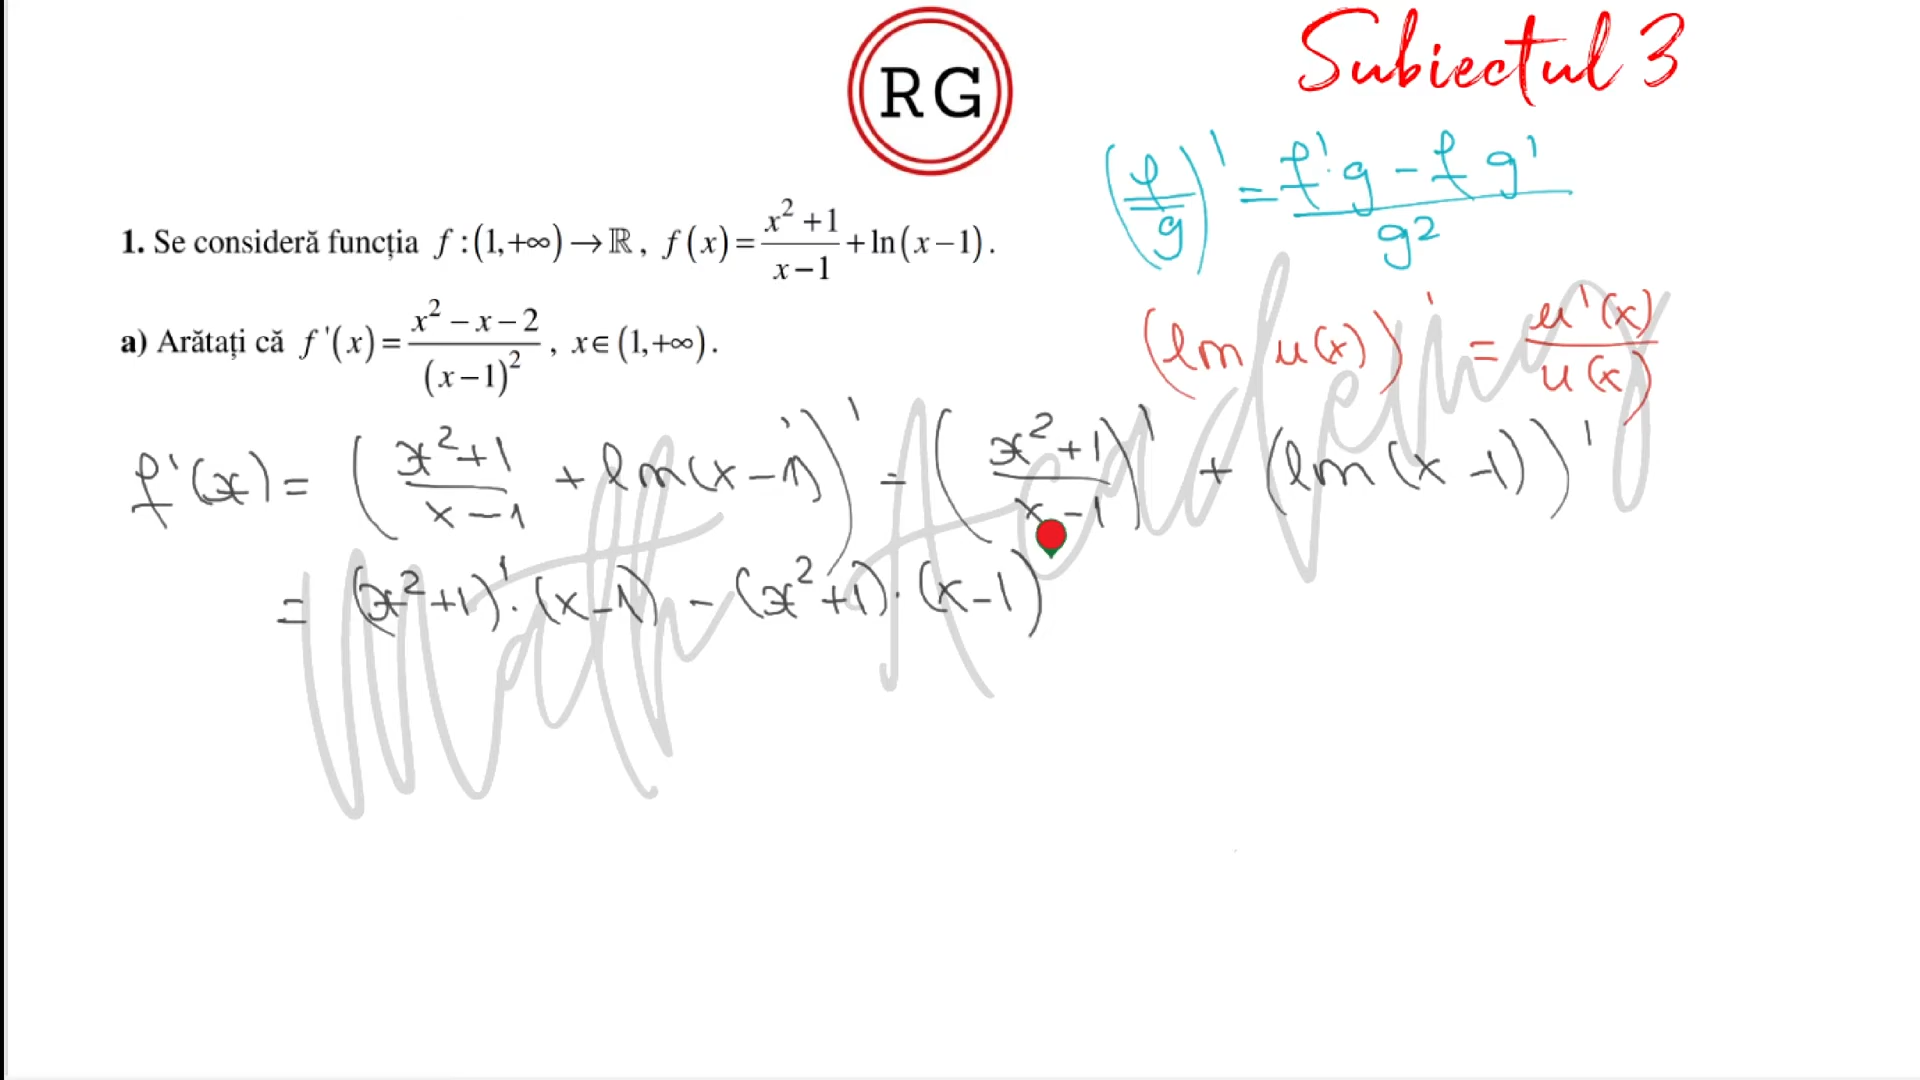 RG
Subiectul 3
(f/g)' = (f'·g - f g')/g²
1. Se consideră funcția f :(1,+∞)→ℝ, f(x) = (x²+1)/(x−1) + ln(x−1).
(ln u(x))' = u'(x)/u(x)
a) Arătați că f'(x) = (x²−x−2)/(x−1)², x∈(1,+∞).
f'(x) = ((x²+1)/(x−1) + ln(x−1))' = ((x²+1)/(x−1))' + (ln(x−1))'
= (x²+1)'·(x−1) − (x²+1)·(x−1)
Math Academy